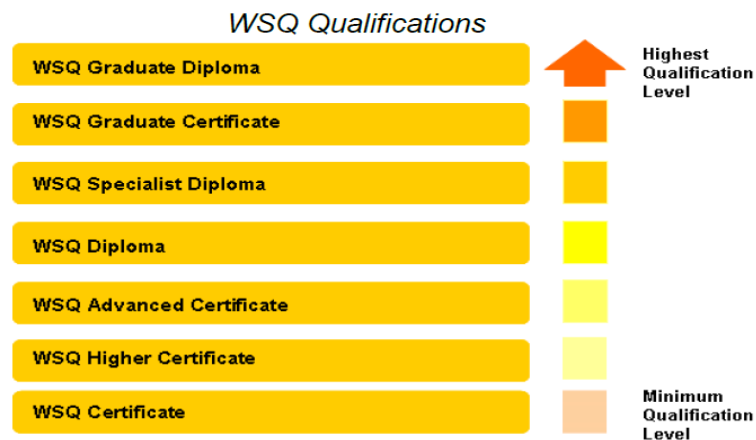 WSQ Qualifications
WSQ Graduate Diploma
Highest
Qualification
Level
WSQ Graduate Certificate
WSQ Specialist Diploma
WSQ Diploma
WSQ Advanced Certificate
WSQ Higher Certificate
WSQ Certificate
Minimum
Qualification
Level